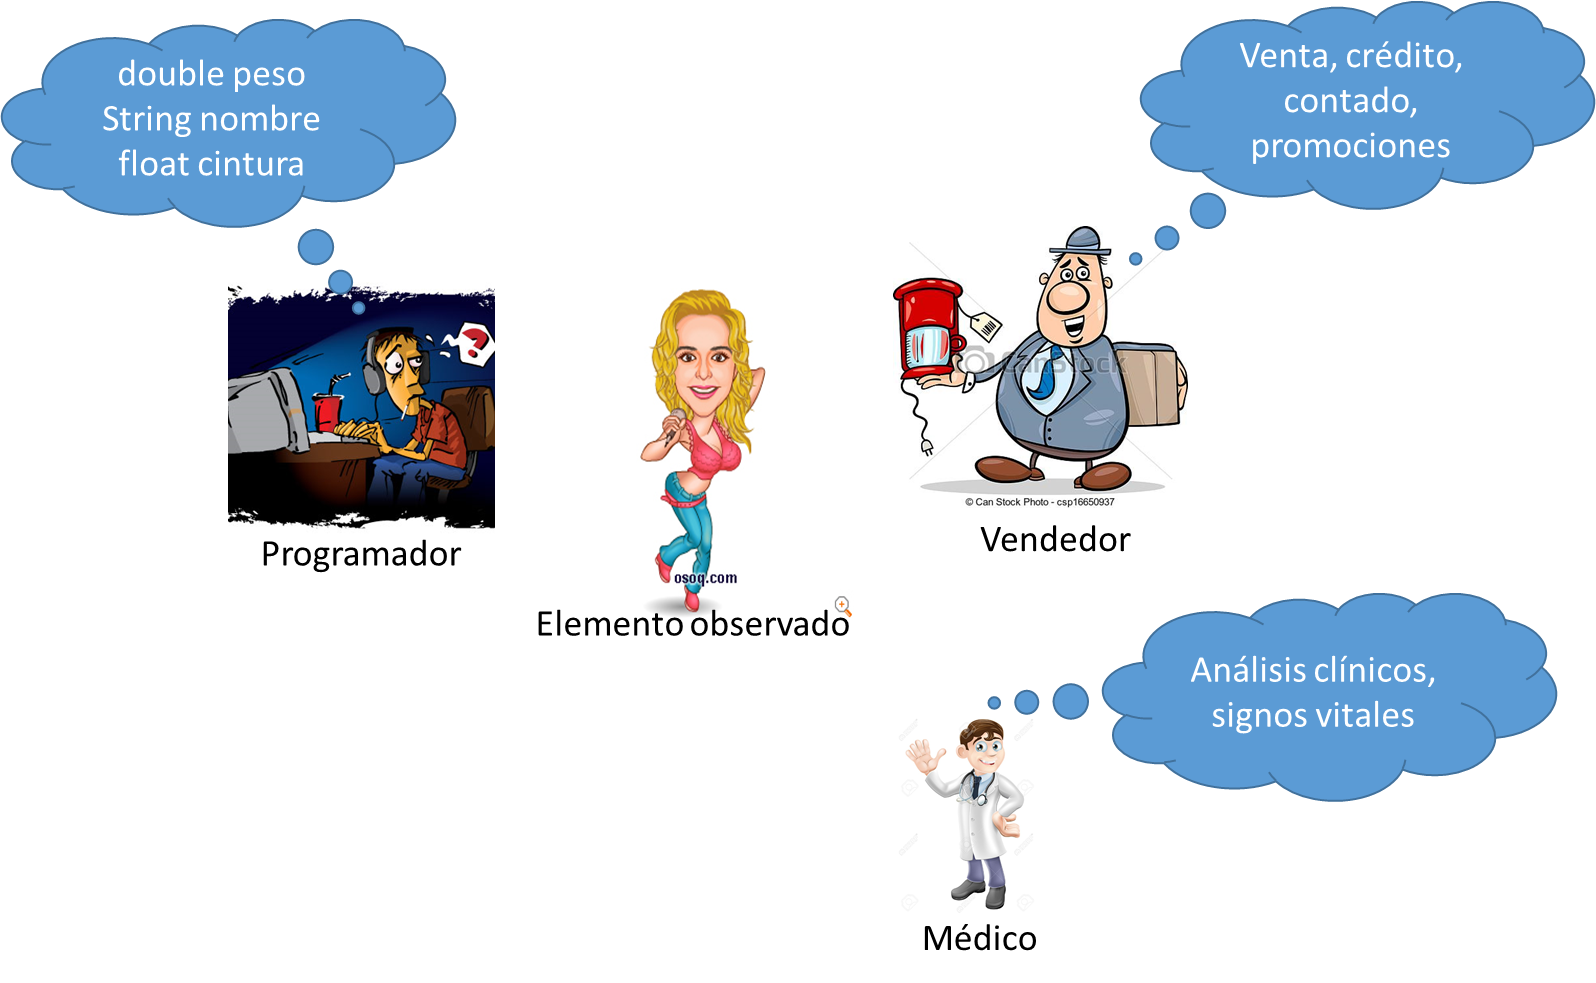 double peso
String nombre
float cintura
Venta, crédito,
contado,
promociones
?
CanStock
© Can Stock Photo - csp16650937
Programador
Vendedor
osoq.com
Elemento observado
Análisis clínicos,
signos vitales
Médico